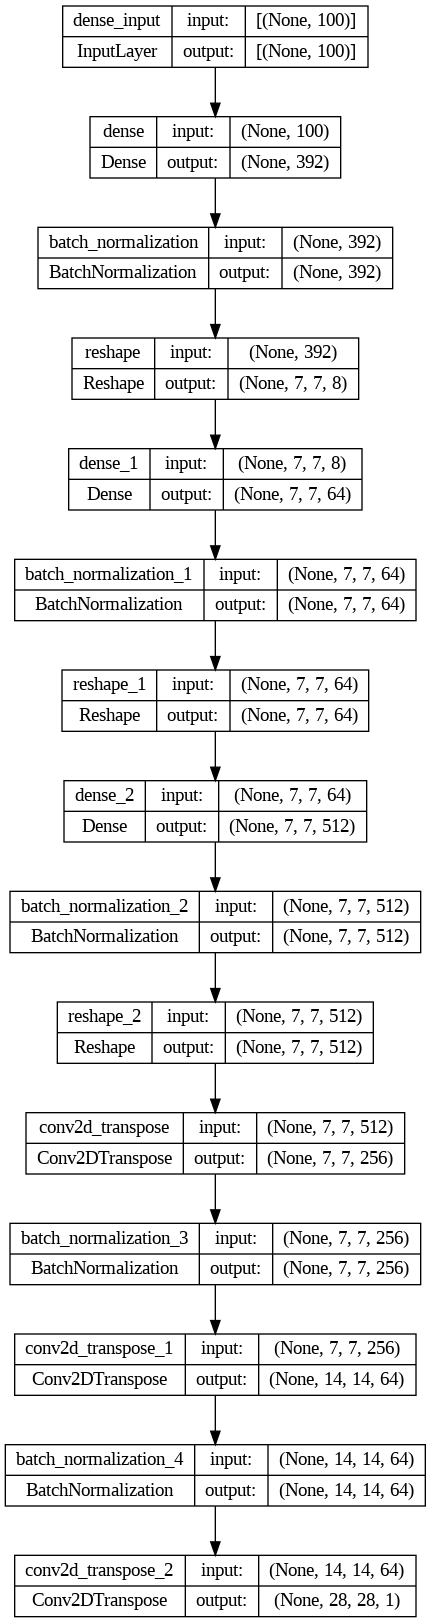 dense_input input: [(None, 100)]
InputLayer output: [(None, 100)]
dense input: (None, 100)
Dense output: (None, 392)
batch_normalization input: (None, 392)
BatchNormalization output: (None, 392)
reshape input: (None, 392)
Reshape output: (None, 7, 7, 8)
dense_1 input: (None, 7, 7, 8)
Dense output: (None, 7, 7, 64)
batch_normalization_1 input: (None, 7, 7, 64)
BatchNormalization output: (None, 7, 7, 64)
reshape_1 input: (None, 7, 7, 64)
Reshape output: (None, 7, 7, 64)
dense_2 input: (None, 7, 7, 64)
Dense output: (None, 7, 7, 512)
batch_normalization_2 input: (None, 7, 7, 512)
BatchNormalization output: (None, 7, 7, 512)
reshape_2 input: (None, 7, 7, 512)
Reshape output: (None, 7, 7, 512)
conv2d_transpose input: (None, 7, 7, 512)
Conv2DTranspose output: (None, 7, 7, 256)
batch_normalization_3 input: (None, 7, 7, 256)
BatchNormalization output: (None, 7, 7, 256)
conv2d_transpose_1 input: (None, 7, 7, 256)
Conv2DTranspose output: (None, 14, 14, 64)
batch_normalization_4 input: (None, 14, 14, 64)
BatchNormalization output: (None, 14, 14, 64)
conv2d_transpose_2 input: (None, 14, 14, 64)
Conv2DTranspose output: (None, 28, 28, 1)